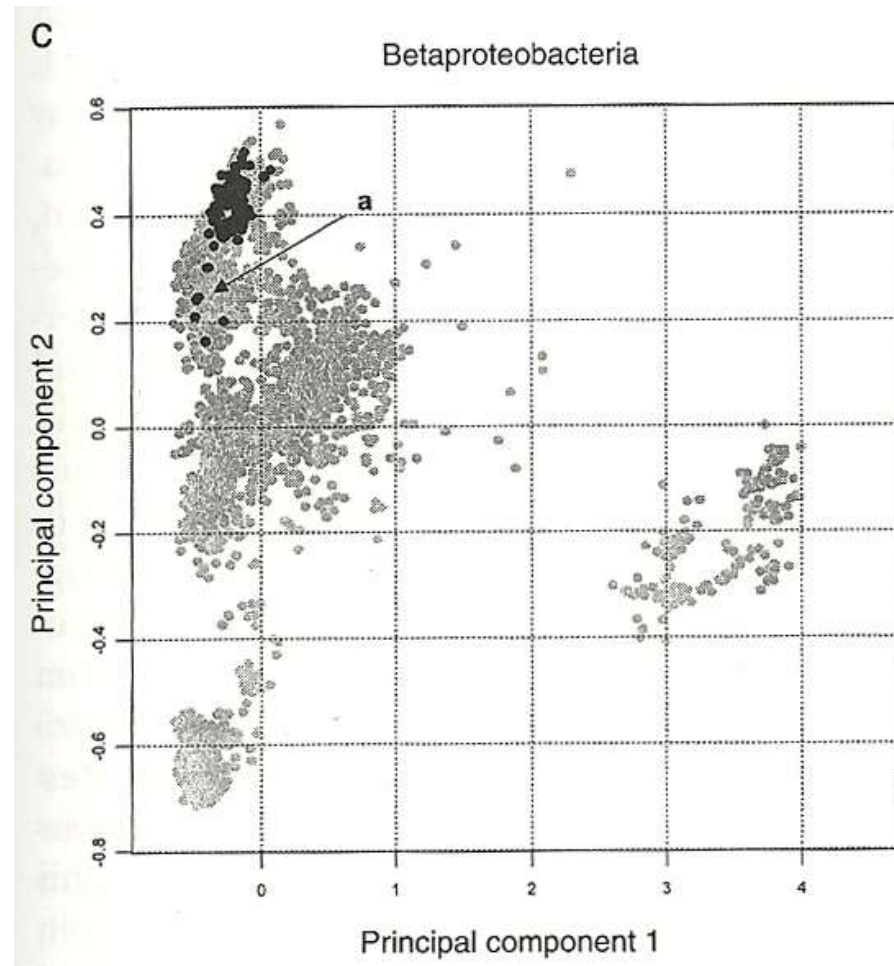 C
Betaproteobacteria
0.6
0.4
0.2
0.0
-0.2
-0.4
-0.6
-0.8
Principal component 2
a
0 1 2 3 4
Principal component 1